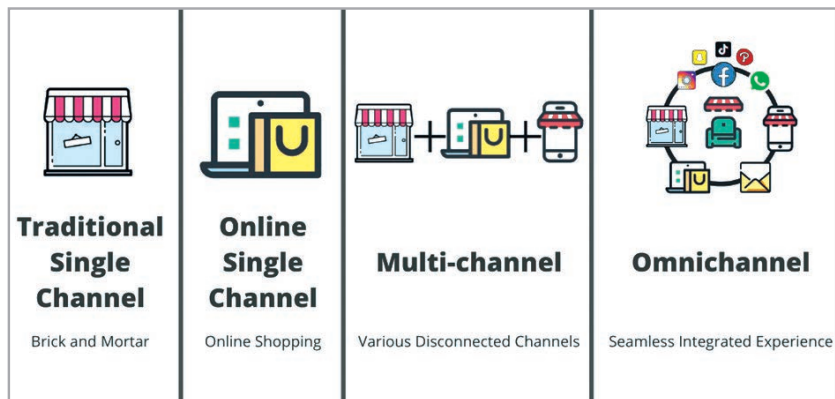 Traditional
Single
Channel
Brick and Mortar
Online
Single
Channel
Online Shopping
Multi-channel
Various Disconnected Channels
Omnichannel
Seamless Integrated Experience